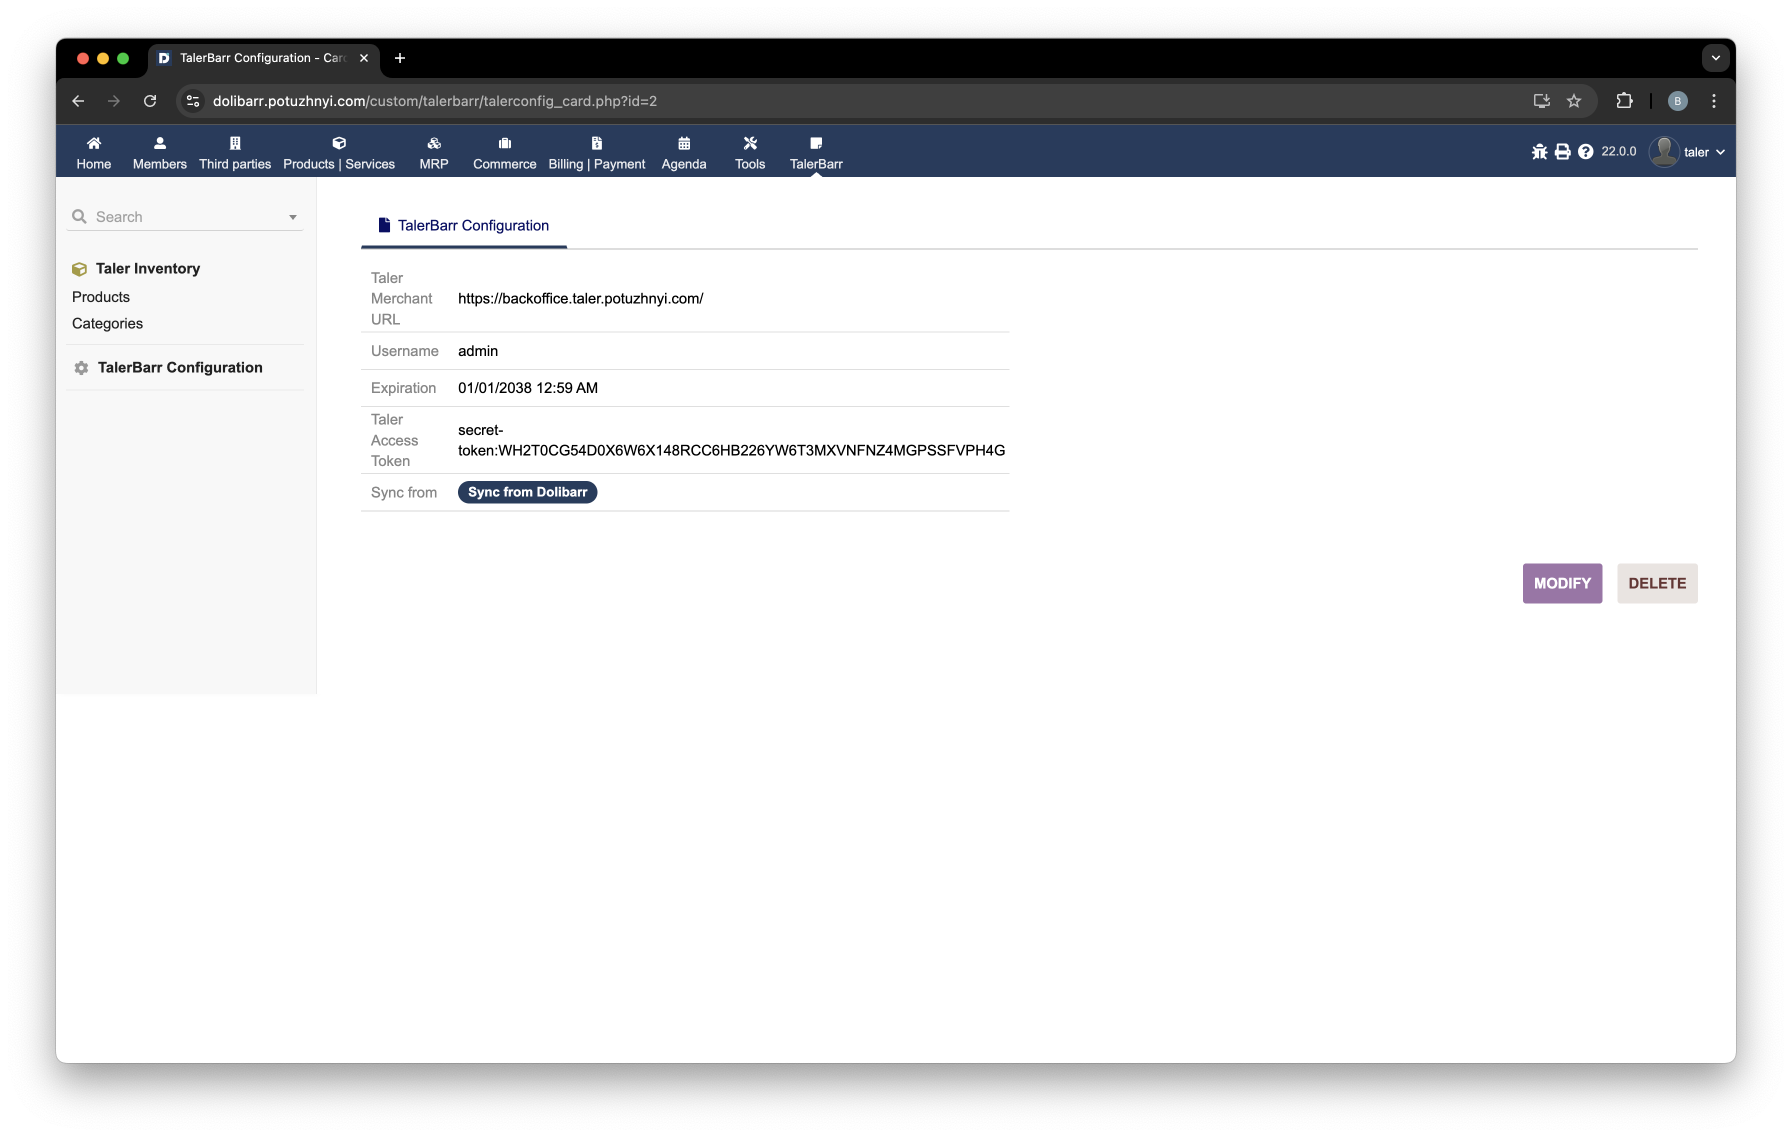 TalerBarr Configuration - Car
dolibarr.potuzhnyi.com/custom/talerbarr/talerconfig_card.php?id=2
B
Home
Members
Third parties
Products | Services
MRP
Commerce
Billing | Payment
Agenda
Tools
TalerBarr
22.0.0
taler
Search
Taler Inventory
Products
Categories
TalerBarr Configuration
TalerBarr Configuration
Taler
Merchant
URL
https://backoffice.taler.potuzhnyi.com/
Username
admin
Expiration
01/01/2038 12:59 AM
Taler
Access
Token
secret-
token:WH2T0CG54D0X6W6X148RCC6HB226YW6T3MXVNFNZ4MGPSSFVPH4G
Sync from
Sync from Dolibarr
MODIFY
DELETE